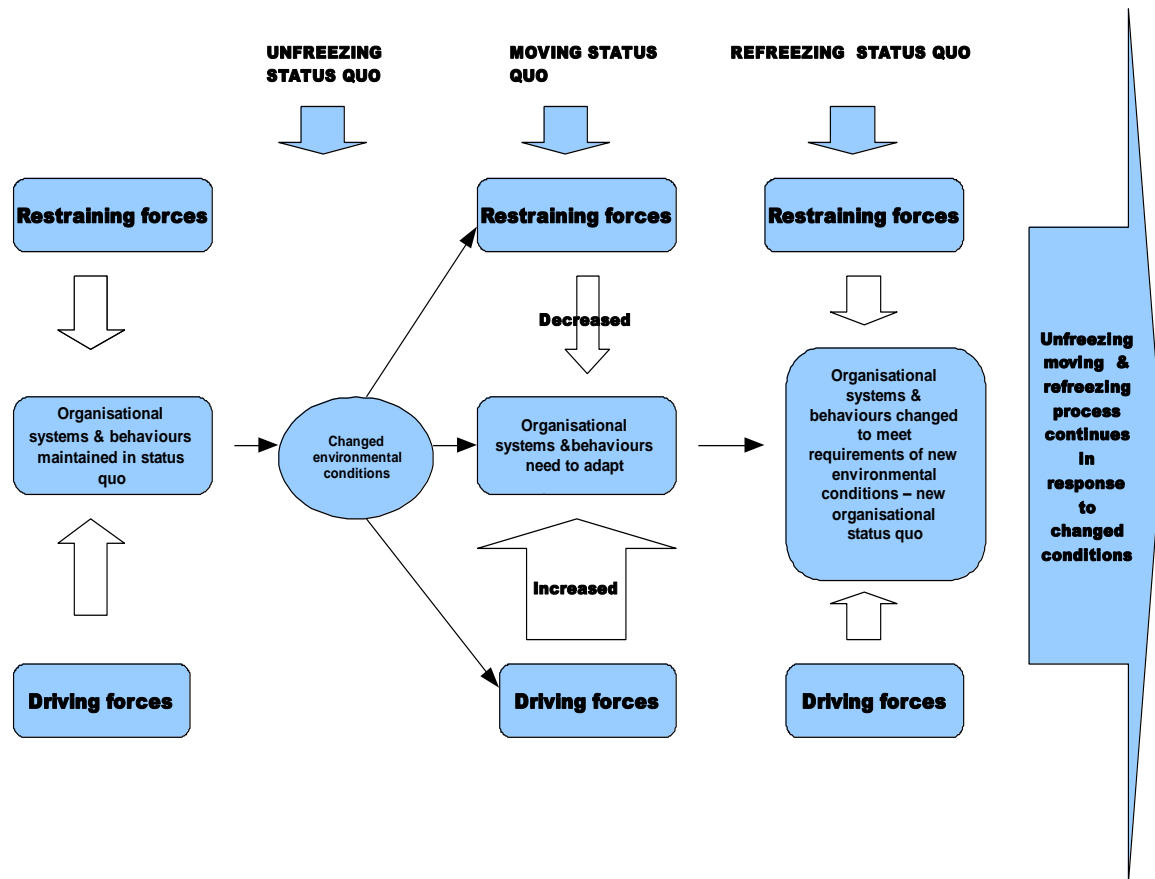 UNFREEZING
STATUS QUO
MOVING STATUS
QUO
REFREEZING STATUS QUO
Restraining forces
Restraining forces
Restraining forces
Decreased
Organisational
systems & behaviours
maintained in status
quo
Changed
environmental
conditions
Organisational
systems &behaviours
need to adapt
Organisational
systems &
behaviours changed
to meet
requirements of new
environmental
conditions – new
organisational
status quo
Increased
Driving forces
Driving forces
Driving forces
Unfreezing
moving &
refreezing
process
continues
in
response
to
changed
conditions